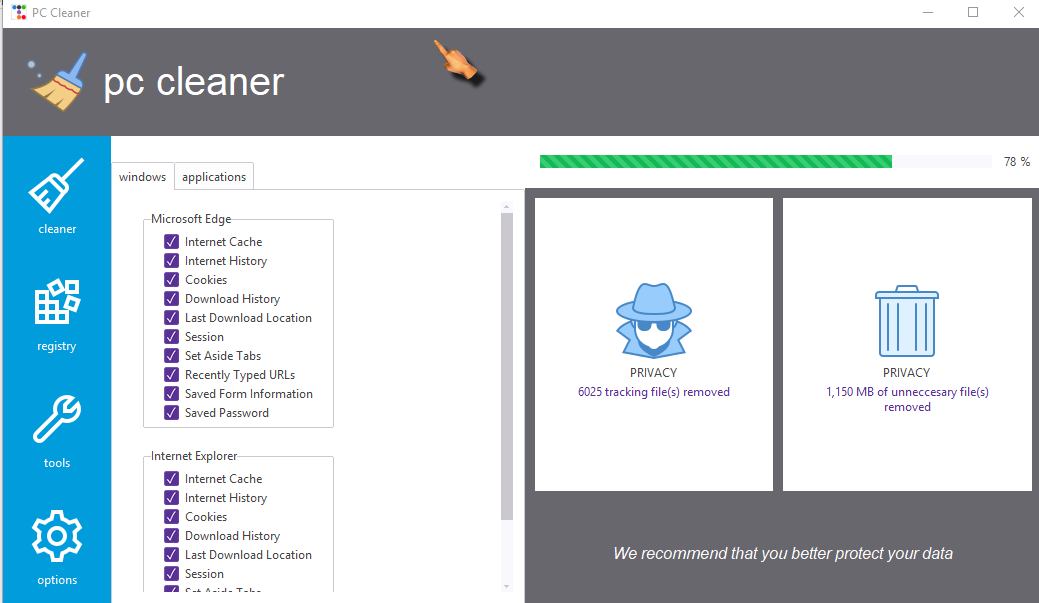 PC Cleaner
pc cleaner
cleaner
registry
tools
options
windows
applications
Microsoft Edge
Internet Cache
Internet History
Cookies
Download History
Last Download Location
Session
Set Aside Tabs
Recently Typed URLs
Saved Form Information
Saved Password
Internet Explorer
Internet Cache
Internet History
Cookies
Download History
Last Download Location
Session
Set Aside Tabs
78 %
PRIVACY
6025 tracking file(s) removed
PRIVACY
1,150 MB of unneccesary file(s)
removed
We recommend that you better protect your data